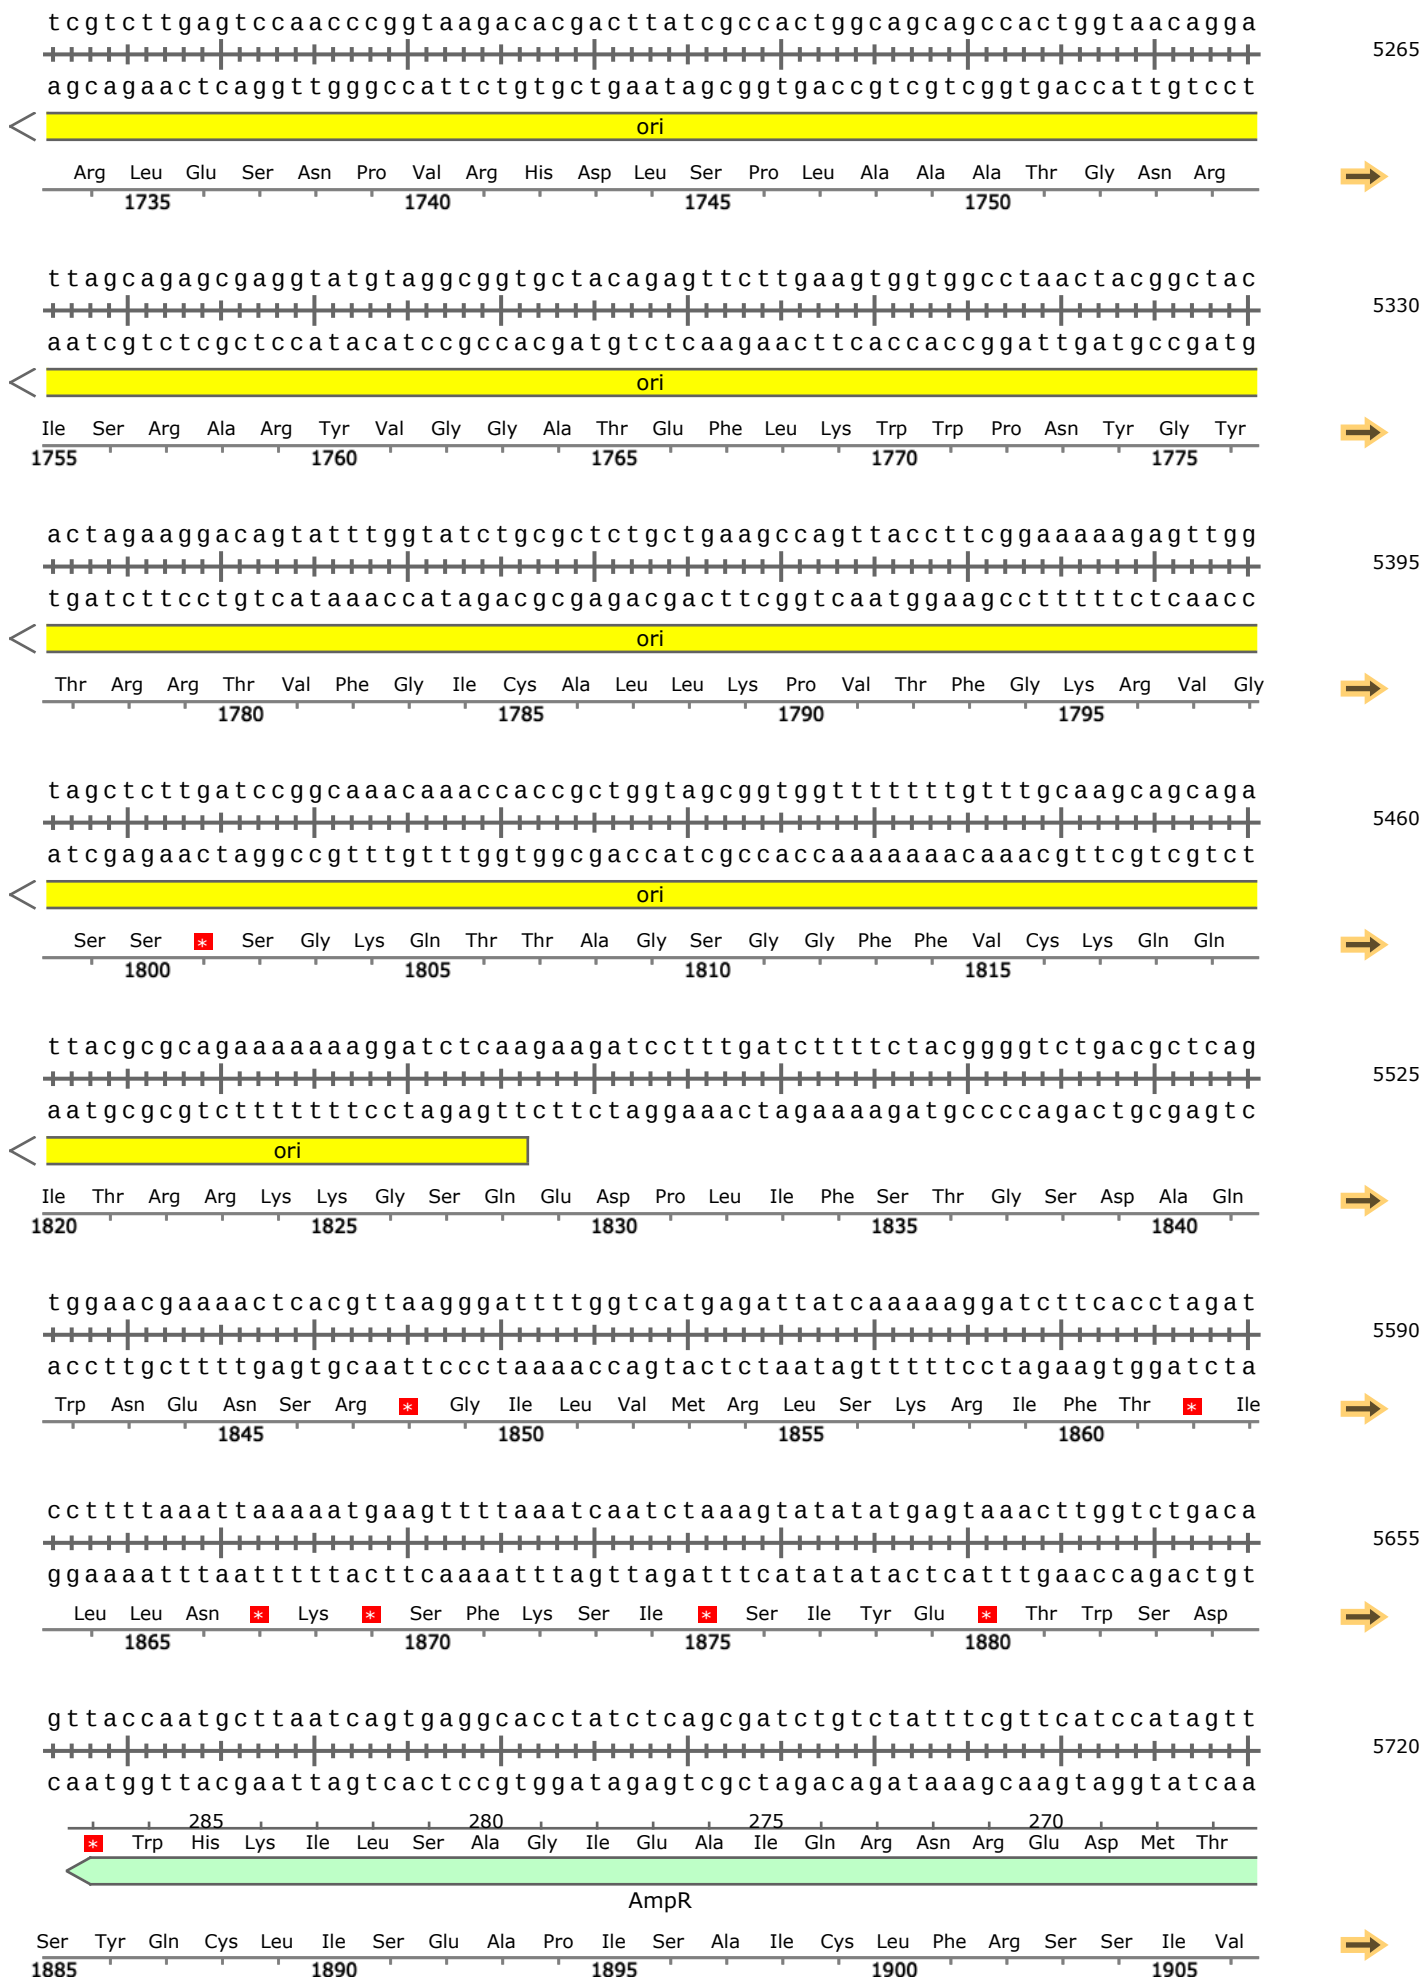 tcgtcttgagtccaacccggtaagacacgacttatcgccactggcagcagccactggtaacagga
5265
agcagaactcaggttgggccattctgtgctgaatagcggtgaccgtcgtcggtgaccattgtcct
ori
Arg Leu Glu Ser Asn Pro Val Arg His Asp Leu Ser Pro Leu Ala Ala Ala Thr Gly Asn Arg
1735 1740 1745 1750
ttagcagagcgaggtatgtaggcggtgctacagagttcttgaagtggtggcctaactacggctac
5330
aatcgtctcgctccatacatccgccacgatgtctcaagaacttcaccaccggattgatgccgatg
ori
Ile Ser Arg Ala Arg Tyr Val Gly Gly Ala Thr Glu Phe Leu Lys Trp Trp Pro Asn Tyr Gly Tyr
1755 1760 1765 1770 1775
actagaaggacagtatttggtatctgcgctctgctgaagccagttaccttcggaaaaagagttgg
5395
tgatcttcctgtcataaaccatagacgcgagacgacttcggtcaatggaagcctttttctcaacc
ori
Thr Arg Arg Thr Val Phe Gly Ile Cys Ala Leu Leu Lys Pro Val Thr Phe Gly Lys Arg Val Gly
1780 1785 1790 1795
tagctcttgatccggcaaacaaaccaccgctggtagcggtggtttttttgtttgcaagcagcaga
5460
atcgagaactaggccgtttgtttggtggcgaccatcgccaccaaaaaaacaaacgttcgtcgtct
ori
Ser Ser * Ser Gly Lys Gln Thr Thr Ala Gly Ser Gly Gly Phe Phe Val Cys Lys Gln Gln
1800 1805 1810 1815
ttacgcgcagaaaaaaaggatctcaagaagatcctttgatcttttctacggggtctgacgctcag
5525
aatgcgcgtctttttttcctagagttcttctaggaaactagaaaagatgccccagactgcgagtc
ori
Ile Thr Arg Arg Lys Lys Gly Ser Gln Glu Asp Pro Leu Ile Phe Ser Thr Gly Ser Asp Ala Gln
1820 1825 1830 1835 1840
tggaacgaaaactcacgttaagggattttggtcatgagattatcaaaaaggatcttcacctagat
5590
accttgcttttgagtgcaattccctaaaaccagtactctaatagtttttcctagaagtggatcta
Trp Asn Glu Asn Ser Arg * Gly Ile Leu Val Met Arg Leu Ser Lys Arg Ile Phe Thr * Ile
1845 1850 1855 1860
ccttttaaattaaaaatgaagttttaaatcaatctaaagtatatatgagtaaacttggtctgaca
5655
ggaaaatttaatttttacttcaaaatttagttagatttcatatatactcatttgaaccagactgt
Leu Leu Asn * Lys * Ser Phe Lys Ser Ile * Ser Ile Tyr Glu * Thr Trp Ser Asp
1865 1870 1875 1880
gttaccaatgcttaatcagtgaggcacctatctcagcgatctgtctatttcgttcatccatagtt
5720
caatggttacgaattagtcactccgtggatagagtcgctagacagataaagcaagtaggtatcaa
285 280 275 270
* Trp His Lys Ile Leu Ser Ala Gly Ile Glu Ala Ile Gln Arg Asn Arg Glu Asp Met Thr
AmpR
Ser Tyr Gln Cys Leu Ile Ser Glu Ala Pro Ile Ser Ala Ile Cys Leu Phe Arg Ser Ser Ile Val
1885 1890 1895 1900 1905